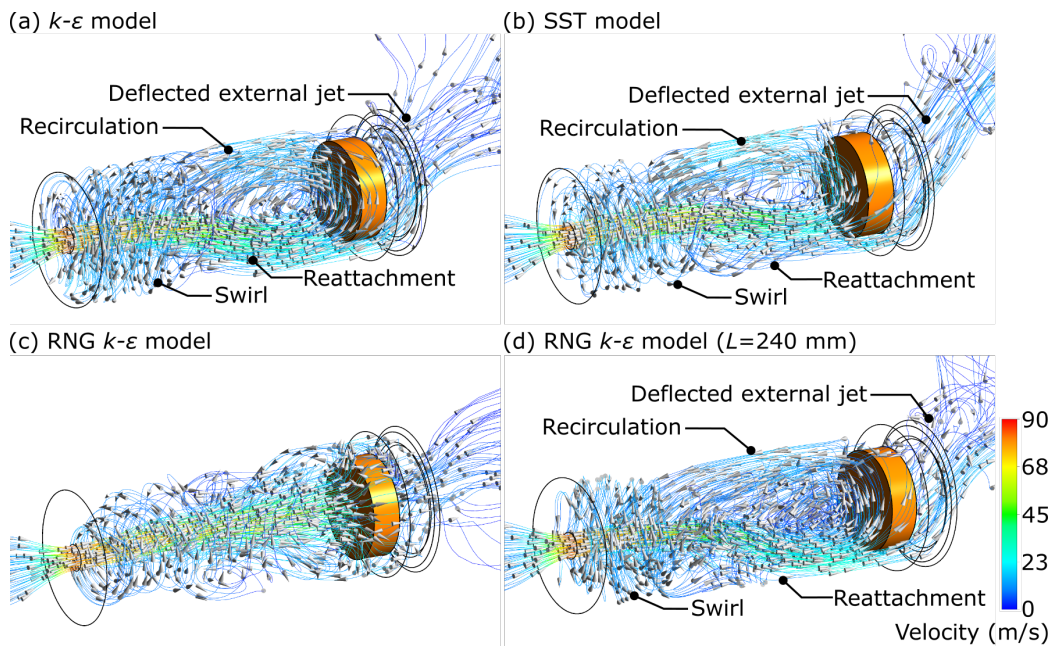 (a) k-ε model
Deflected external jet
Recirculation
Reattachment
Swirl
(b) SST model
Deflected external jet
Recirculation
Reattachment
Swirl
(c) RNG k-ε model
(d) RNG k-ε model (L=240 mm)
Deflected external jet
Recirculation
Reattachment
Swirl
90
68
45
23
0
Velocity (m/s)